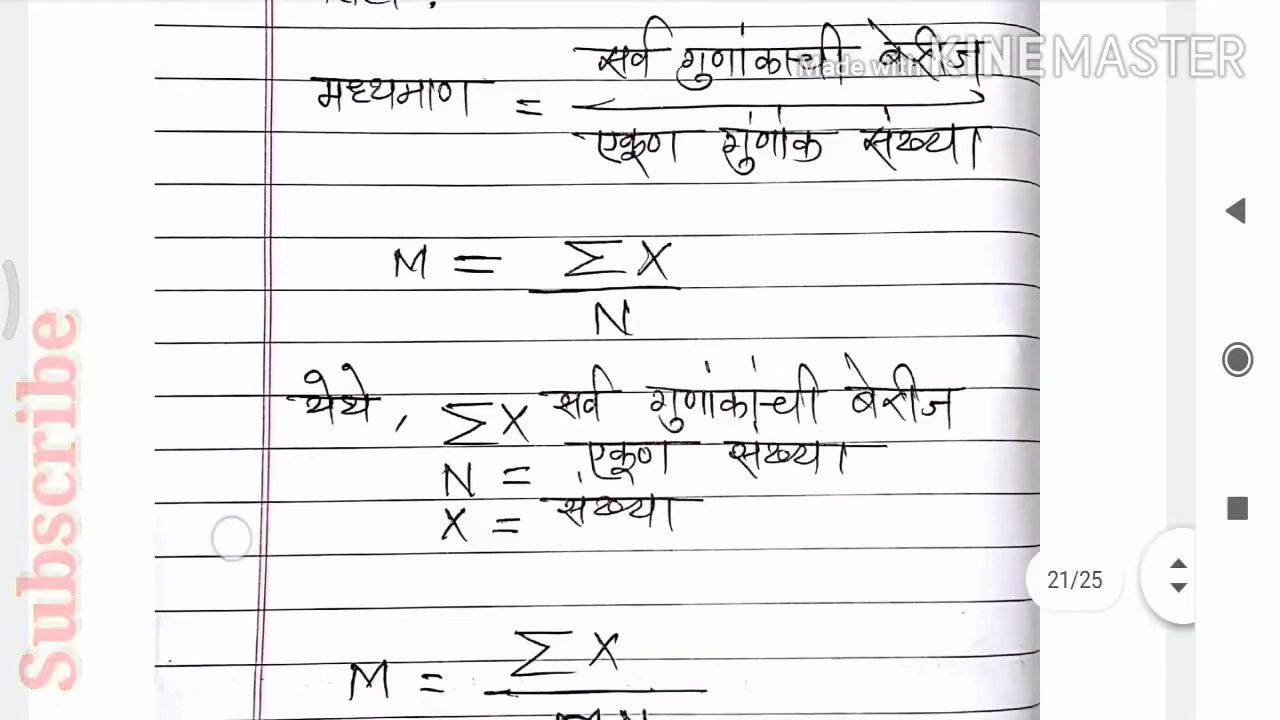 सर्व गुणांकांची बेरीज
Made with KINEMASTER
मध्यमाण =
एकूण गुंणांक संख्या
M = ΣX
N
येथे, ΣX सर्व गुणांकांची बेरीज
N = एकूण संख्या
X = संख्या
21/25
M = ΣX
Subscribe